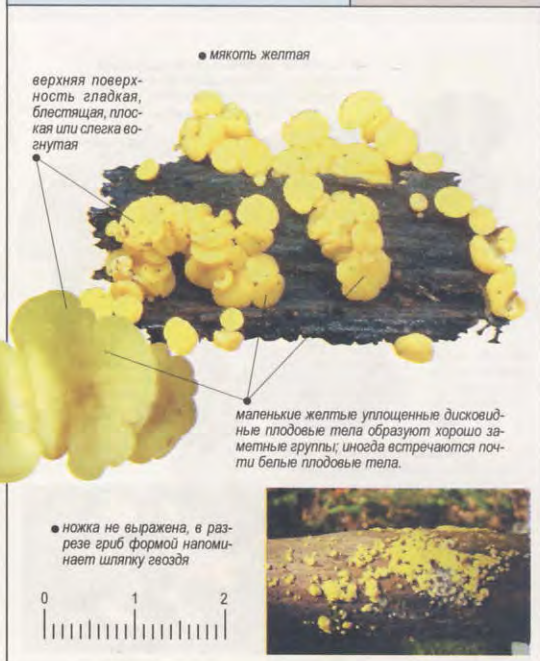 ● мякоть желтая
верхняя поверх-
ность гладкая,
блестящая, плос-
кая или слегка во-
гнутая
маленькие желтые уплощенные дисковид-
ные плодовые тела образуют хорошо за-
метные группы; иногда встречаются поч-
ти белые плодовые тела.
● ножка не выражена, в раз-
резе гриб формой напоми-
нает шляпку гвоздя
0 1 2